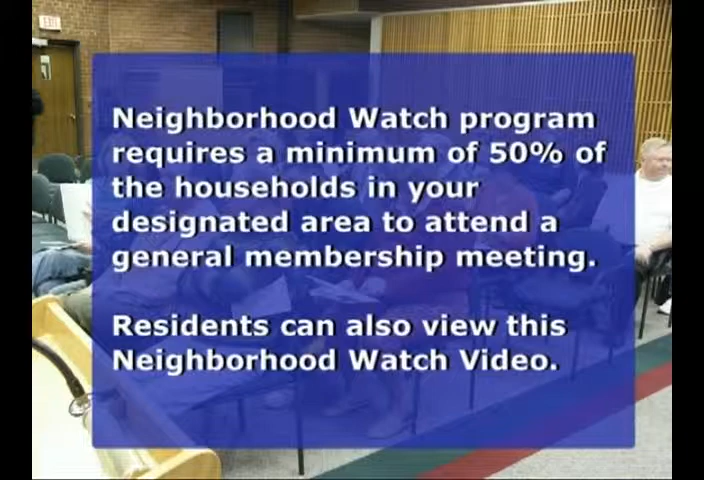 EXIT
Neighborhood Watch program
requires a minimum of 50% of
the households in your
designated area to attend a
general membership meeting.
Residents can also view this
Neighborhood Watch Video.